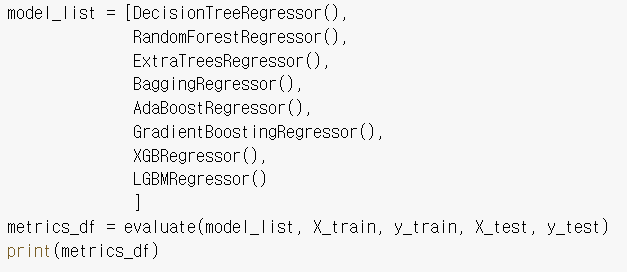 model_list = [DecisionTreeRegressor(),
RandomForestRegressor(),
ExtraTreesRegressor(),
BaggingRegressor(),
AdaBoostRegressor(),
GradientBoostingRegressor(),
XGBRegressor(),
LGBMRegressor()
]
metrics_df = evaluate(model_list, X_train, y_train, X_test, y_test)
print(metrics_df)